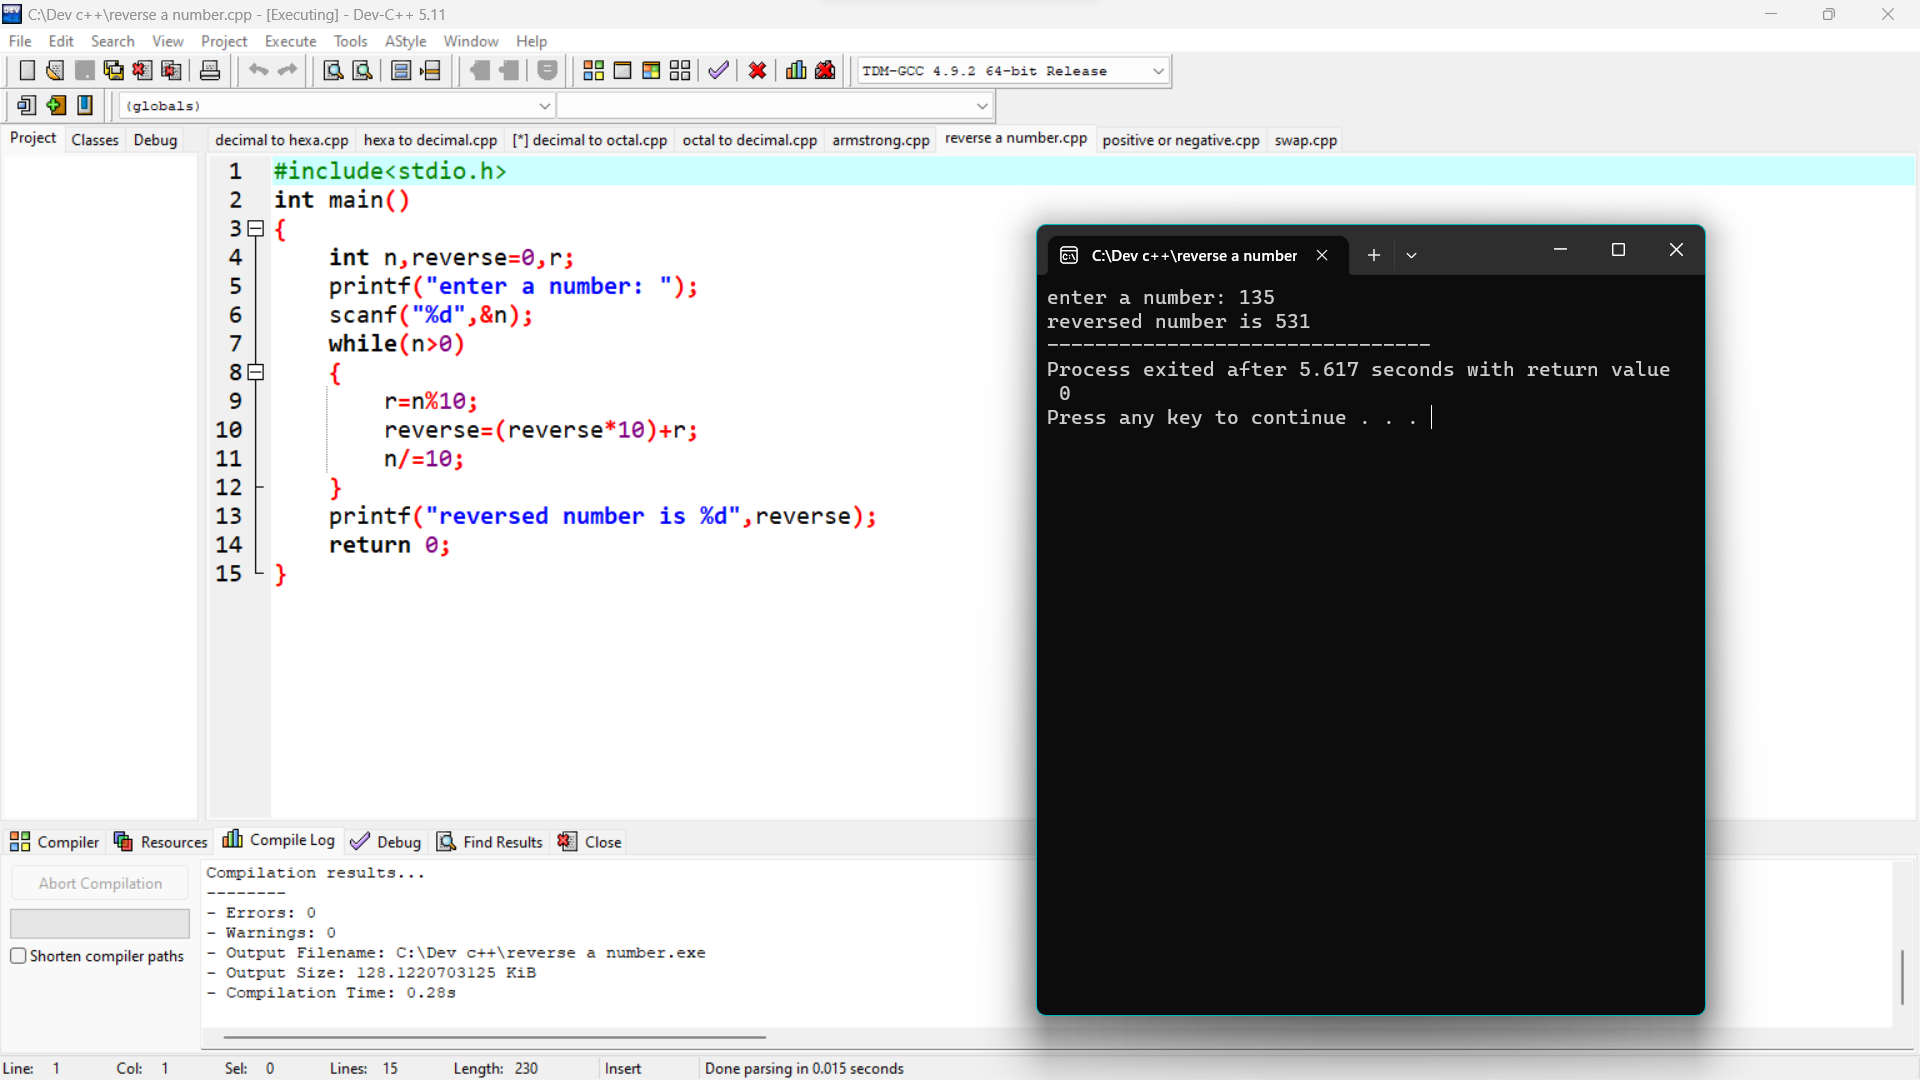 C:\Dev c++\reverse a number.cpp - [Executing] - Dev-C++ 5.11
File Edit Search View Project Execute Tools AStyle Window Help
TDM-GCC 4.9.2 64-bit Release
(globals)
Project Classes Debug
decimal to hexa.cpp hexa to decimal.cpp [*] decimal to octal.cpp octal to decimal.cpp armstrong.cpp reverse a number.cpp positive or negative.cpp swap.cpp
1 #include<stdio.h>
2 int main()
3 {
4 int n,reverse=0,r;
5 printf("enter a number: ");
6 scanf("%d",&n);
7 while(n>0)
8 {
9 r=n%10;
10 reverse=(reverse*10)+r;
11 n/=10;
12 }
13 printf("reversed number is %d",reverse);
14 return 0;
15 }
C:\Dev c++\reverse a number
enter a number: 135
reversed number is 531
--------------------------------
Process exited after 5.617 seconds with return value
0
Press any key to continue . . .
Compiler Resources Compile Log Debug Find Results Close
Abort Compilation
Shorten compiler paths
Compilation results...
--------
- Errors: 0
- Warnings: 0
- Output Filename: C:\Dev c++\reverse a number.exe
- Output Size: 128.1220703125 KiB
- Compilation Time: 0.28s
Line: 1 Col: 1 Sel: 0 Lines: 15 Length: 230 Insert Done parsing in 0.015 seconds